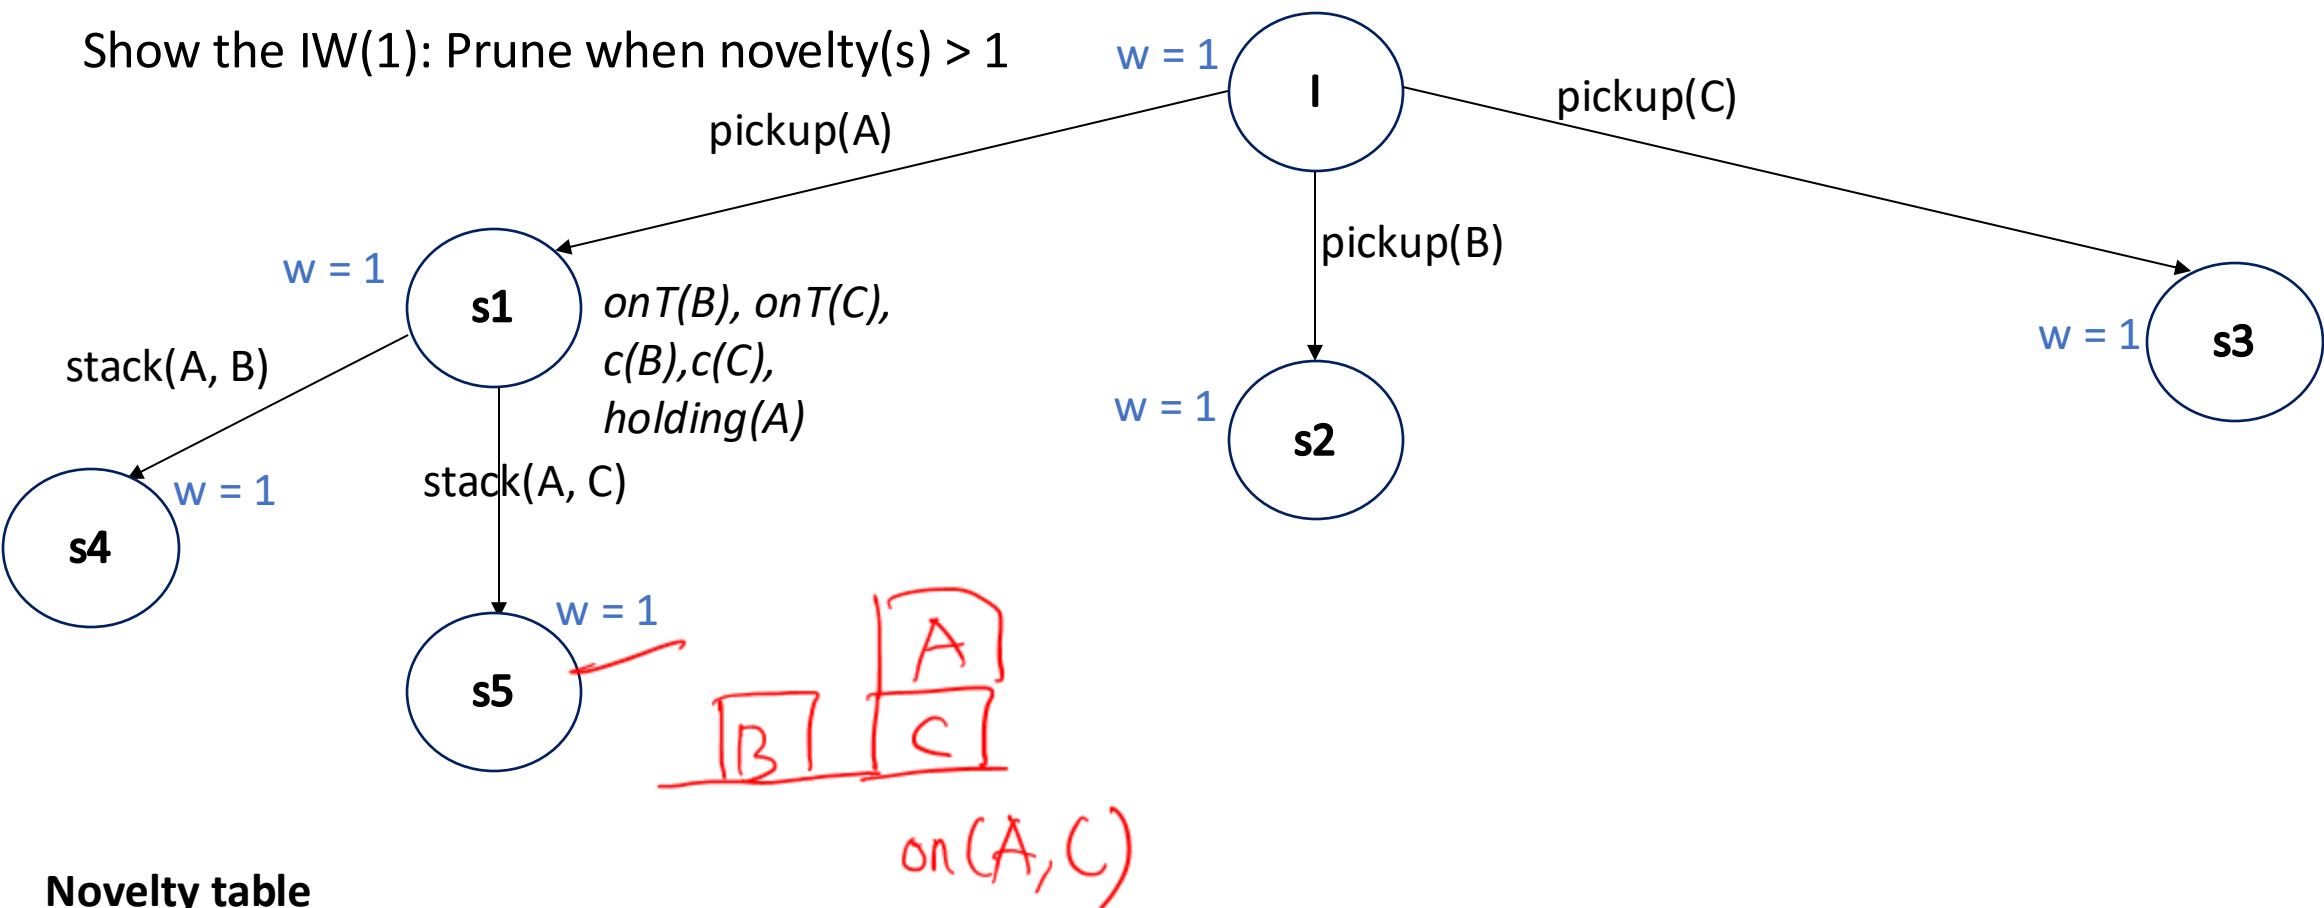 Show the IW(1): Prune when novelty(s) > 1
w = 1
I
pickup(A)
pickup(C)
pickup(B)
w = 1
s1
onT(B), onT(C),
c(B),c(C),
holding(A)
w = 1
s3
stack(A, B)
w = 1
s2
stack(A, C)
w = 1
s4
w = 1
s5
A
B
C
on(A,C)
Novelty table